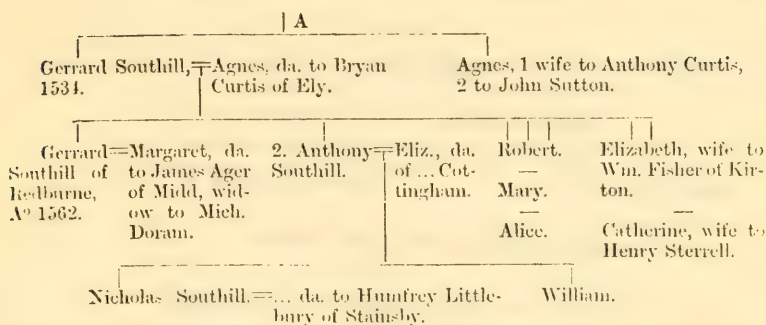 A
Gerrard Southill,
1534.
Agnes, da. to Bryan
Curtis of Ely.
Agnes, 1 wife to Anthony Curtis,
2 to John Sutton.
Gerrard
Southill of
Redburne,
Aº 1562.
Margaret, da.
to James Ager
of Midd, wid-
ow to Mich.
Doram.
2. Anthony
Southill.
Eliz., da.
of ... Cot-
tingham.
Robert.
—
Mary.
—
Alice.
Elizabeth, wife to
Wm. Fisher of Kir-
ton.
—
Catherine, wife to
Henry Sterrell.
Nicholas Southill.
... da. to Humfrey Little-
bury of Stainsby.
William.